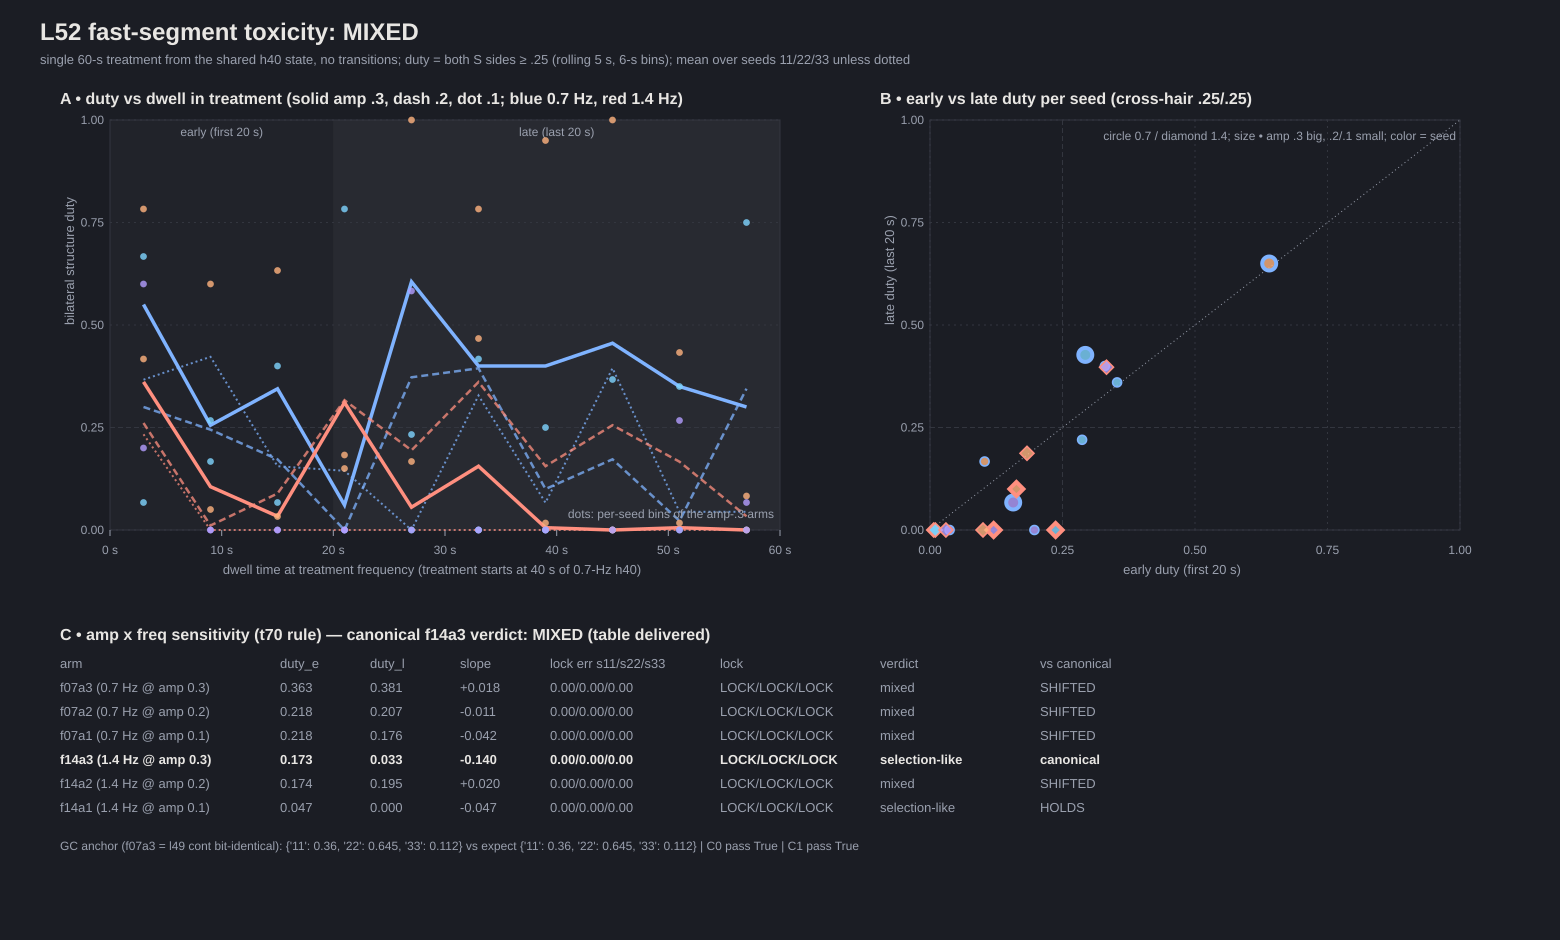 L52 fast-segment toxicity: MIXED
single 60-s treatment from the shared h40 state, no transitions; duty = both S sides ≥ .25 (rolling 5 s, 6-s bins); mean over seeds 11/22/33 unless dotted
A • duty vs dwell in treatment (solid amp .3, dash .2, dot .1; blue 0.7 Hz, red 1.4 Hz)
1.00
0.75
0.50
0.25
0.00
bilateral structure duty
early (first 20 s)
late (last 20 s)
dots: per-seed bins of the amp-.3 arms
0 s
10 s
20 s
30 s
40 s
50 s
60 s
dwell time at treatment frequency (treatment starts at 40 s of 0.7-Hz h40)
B • early vs late duty per seed (cross-hair .25/.25)
1.00
0.75
0.50
0.25
0.00
late duty (last 20 s)
circle 0.7 / diamond 1.4; size • amp .3 big, .2/.1 small; color = seed
0.00
0.25
0.50
0.75
1.00
early duty (first 20 s)
C • amp x freq sensitivity (t70 rule) — canonical f14a3 verdict: MIXED (table delivered)
arm duty_e duty_l slope lock err s11/s22/s33 lock verdict vs canonical
f07a3 (0.7 Hz @ amp 0.3) 0.363 0.381 +0.018 0.00/0.00/0.00 LOCK/LOCK/LOCK mixed SHIFTED
f07a2 (0.7 Hz @ amp 0.2) 0.218 0.207 -0.011 0.00/0.00/0.00 LOCK/LOCK/LOCK mixed SHIFTED
f07a1 (0.7 Hz @ amp 0.1) 0.218 0.176 -0.042 0.00/0.00/0.00 LOCK/LOCK/LOCK mixed SHIFTED
f14a3 (1.4 Hz @ amp 0.3) 0.173 0.033 -0.140 0.00/0.00/0.00 LOCK/LOCK/LOCK selection-like canonical
f14a2 (1.4 Hz @ amp 0.2) 0.174 0.195 +0.020 0.00/0.00/0.00 LOCK/LOCK/LOCK mixed SHIFTED
f14a1 (1.4 Hz @ amp 0.1) 0.047 0.000 -0.047 0.00/0.00/0.00 LOCK/LOCK/LOCK selection-like HOLDS
GC anchor (f07a3 = l49 cont bit-identical): {'11': 0.36, '22': 0.645, '33': 0.112} vs expect {'11': 0.36, '22': 0.645, '33': 0.112} | C0 pass True | C1 pass True